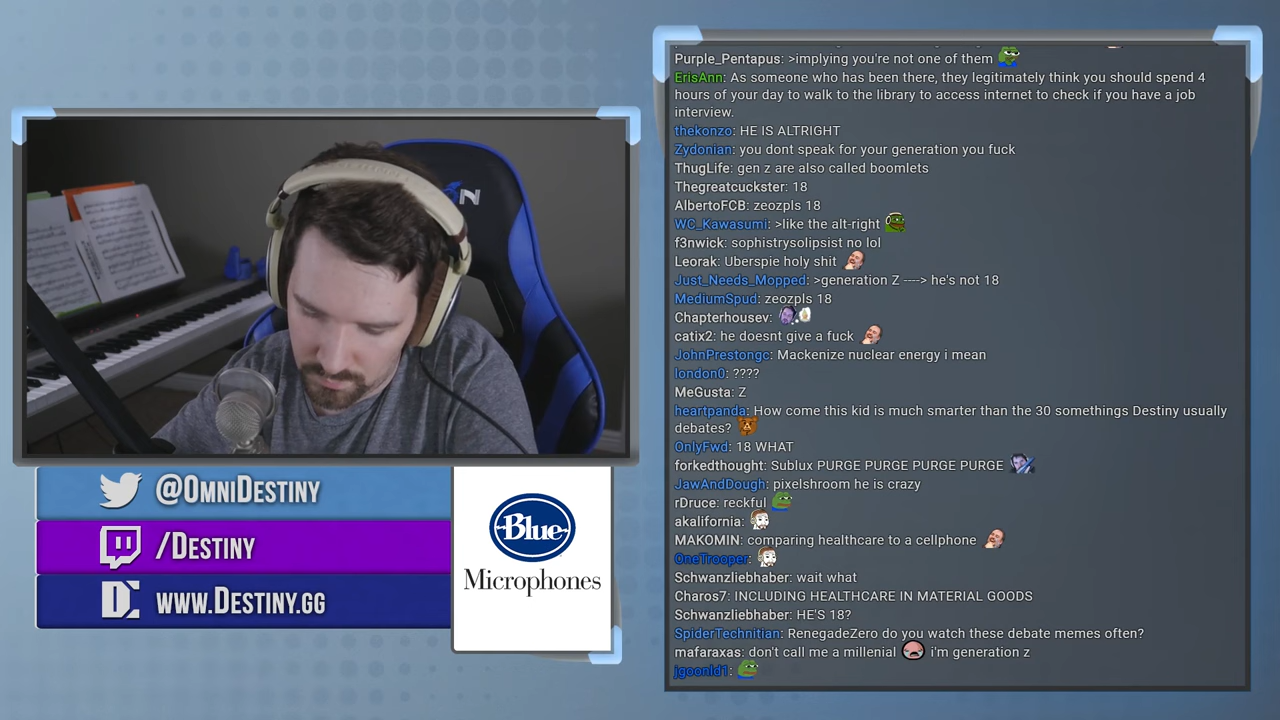 Purple_Pentapus: >implying you're not one of them
ErisAnn: As someone who has been there, they legitimately think you should spend 4
hours of your day to walk to the library to access internet to check if you have a job
interview.
thekonzo: HE IS ALTRIGHT
Zydonian: you dont speak for your generation you fuck
ThugLife: gen z are also called boomlets
Thegreatcuckster: 18
AlbertoFCB: zeozpls 18
WC_Kawasumi: >like the alt-right
f3nwick: sophistrysolipsist no lol
Leorak: Uberspie holy shit
Just_Needs_Mopped: >generation Z ----> he's not 18
MediumSpud: zeozpls 18
Chapterhousev:
catix2: he doesnt give a fuck
JohnPrestongc: Mackenize nuclear energy i mean
london0: ????
MeGusta: Z
heartpanda: How come this kid is much smarter than the 30 somethings Destiny usually
debates?
OnlyFwd: 18 WHAT
forkedthought: Sublux PURGE PURGE PURGE PURGE
JawAndDough: pixelshroom he is crazy
rDruce: reckful
akalifornia:
MAKOMIN: comparing healthcare to a cellphone
OneTrooper:
Schwanzliebhaber: wait what
Charos7: INCLUDING HEALTHCARE IN MATERIAL GOODS
Schwanzliebhaber: HE'S 18?
SpiderTechnitian: RenegadeZero do you watch these debate memes often?
mafaraxas: don't call me a millenial i'm generation z
jgoonld1:
@OmniDestiny
/Destiny
www.Destiny.gg
Blue
Microphones